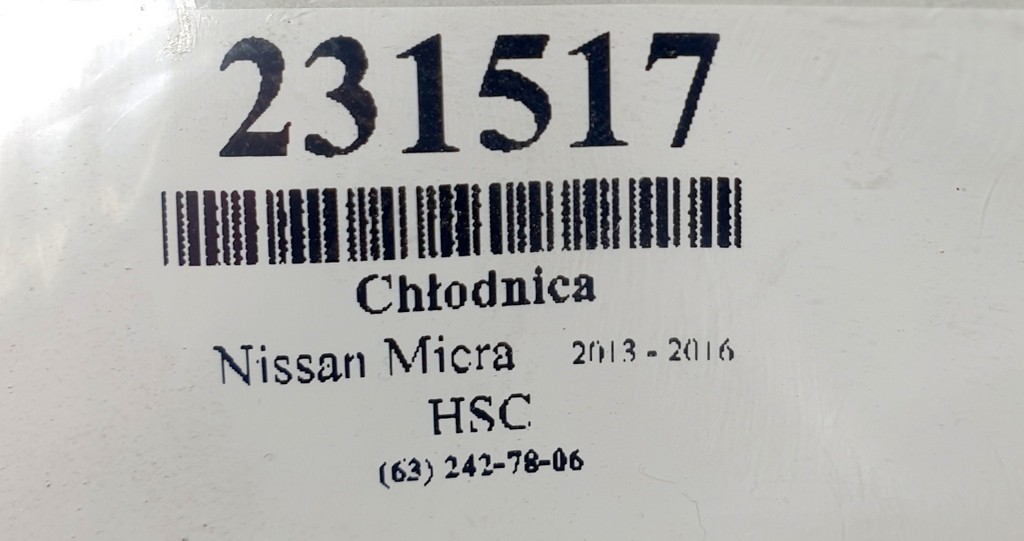 231517
Chłodnica
Nissan Micra 2013 - 2016
HSC
(63) 242-78-06